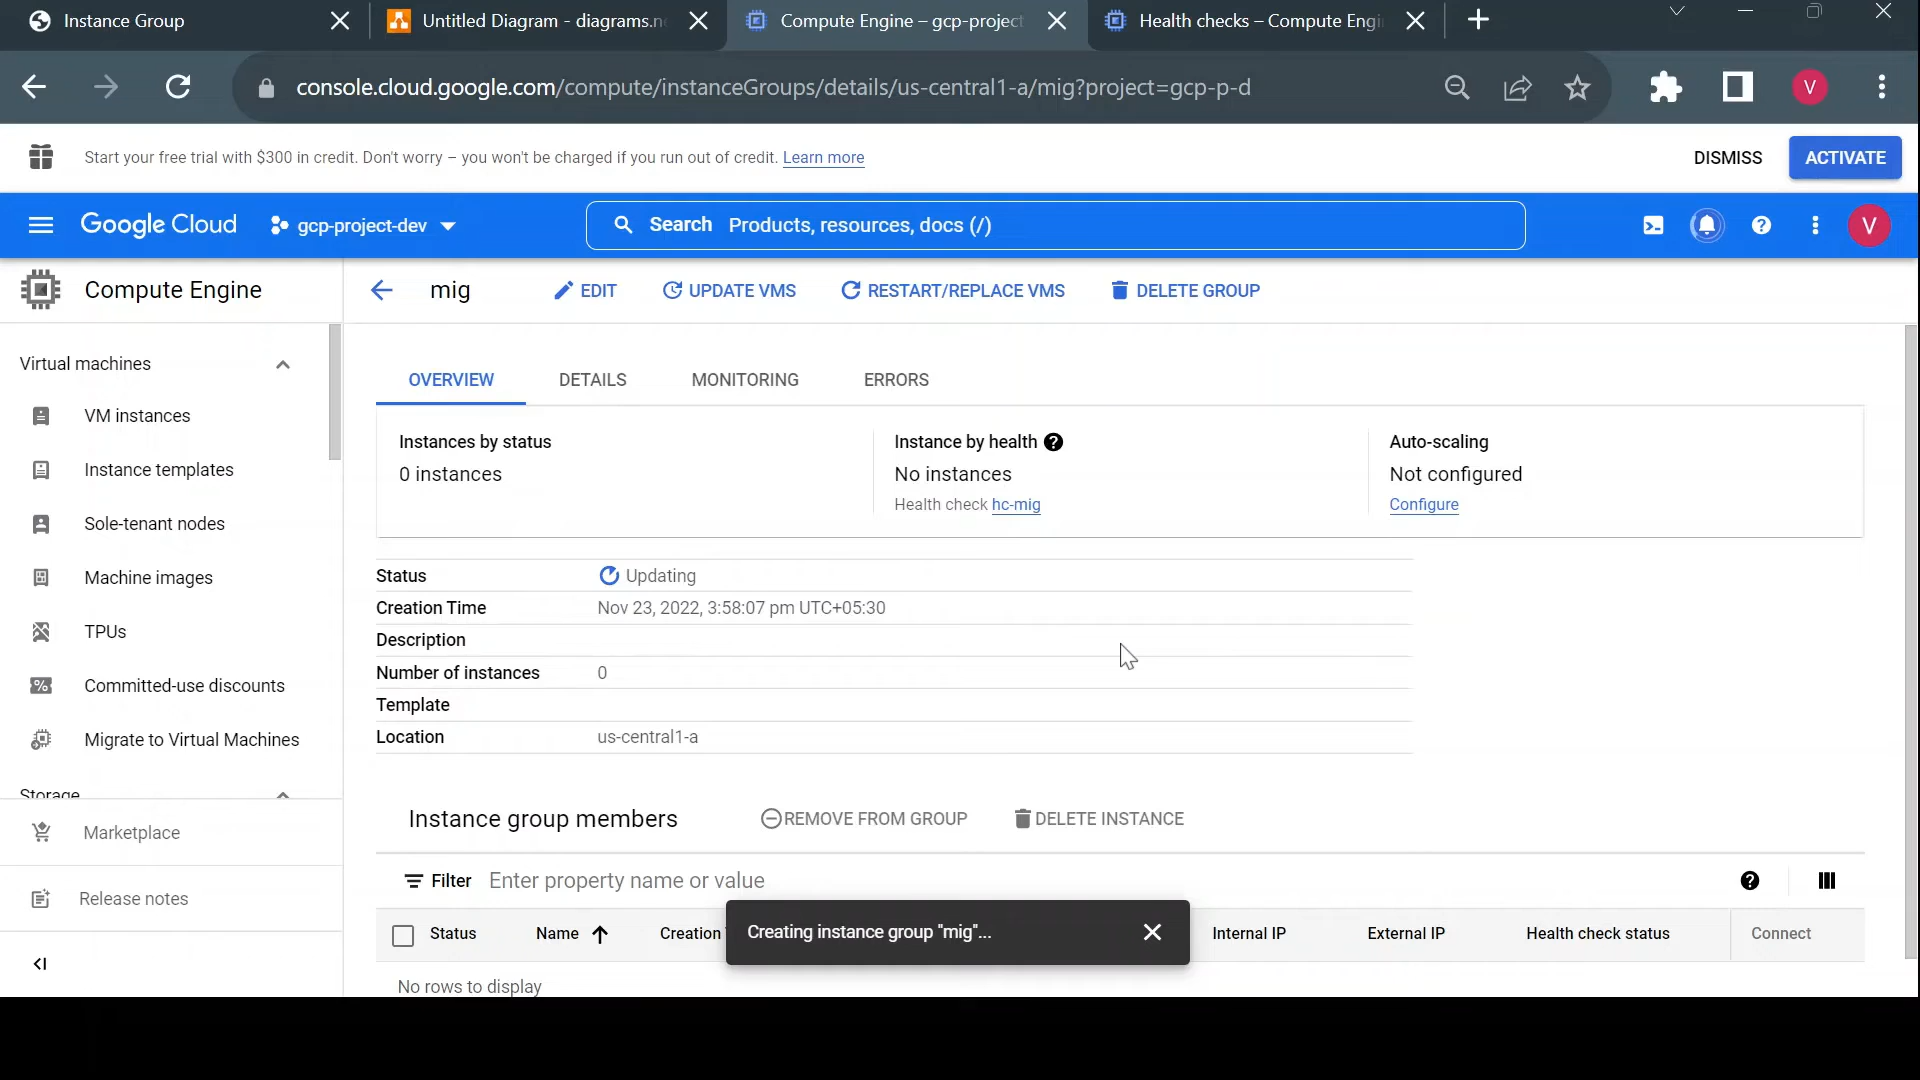 Instance Group
Untitled Diagram - diagrams.n
Compute Engine – gcp-project
Health checks – Compute Engi
console.cloud.google.com/compute/instanceGroups/details/us-central1-a/mig?project=gcp-p-d
V
Start your free trial with $300 in credit. Don't worry – you won't be charged if you run out of credit. Learn more
DISMISS
ACTIVATE
Google Cloud
gcp-project-dev
Search Products, resources, docs (/)
V
Compute Engine
mig
EDIT
UPDATE VMS
RESTART/REPLACE VMS
DELETE GROUP
Virtual machines
VM instances
Instance templates
Sole-tenant nodes
Machine images
TPUs
Committed-use discounts
Migrate to Virtual Machines
Storage
Marketplace
Release notes
OVERVIEW
DETAILS
MONITORING
ERRORS
Instances by status
0 instances
Instance by health
No instances
Health check hc-mig
Auto-scaling
Not configured
Configure
Status Updating
Creation Time Nov 23, 2022, 3:58:07 pm UTC+05:30
Description
Number of instances 0
Template
Location us-central1-a
Instance group members
REMOVE FROM GROUP
DELETE INSTANCE
Filter Enter property name or value
Status
Name
Creation
Creating instance group "mig"...
Internal IP
External IP
Health check status
Connect
No rows to display